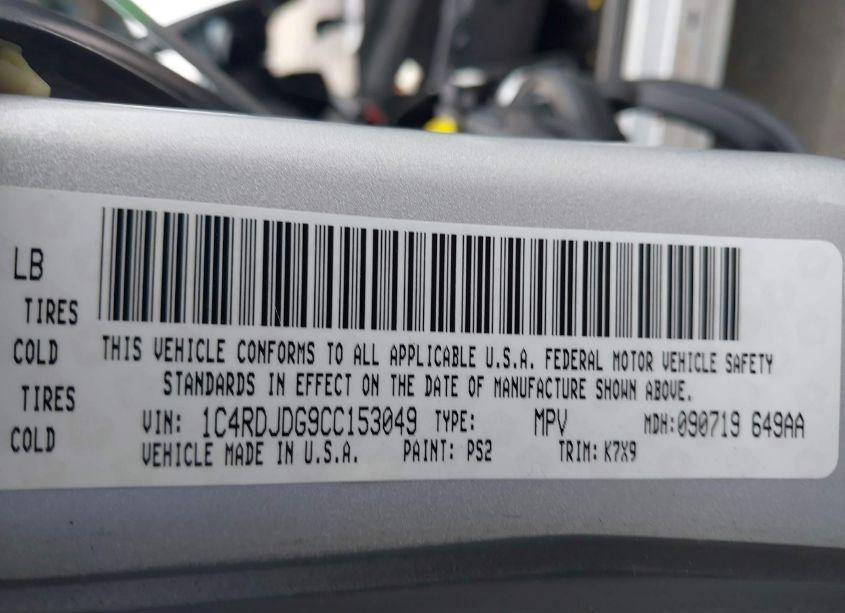 LB
TIRES
COLD
TIRES
COLD
THIS VEHICLE CONFORMS TO ALL APPLICABLE U.S.A. FEDERAL MOTOR VEHICLE SAFETY
STANDARDS IN EFFECT ON THE DATE OF MANUFACTURE SHOWN ABOVE.
VIN: 1C4RDJDG9CC153049 TYPE: MPV MDH:090719 649AA
VEHICLE MADE IN U.S.A. PAINT: PS2 TRIM: K7X9